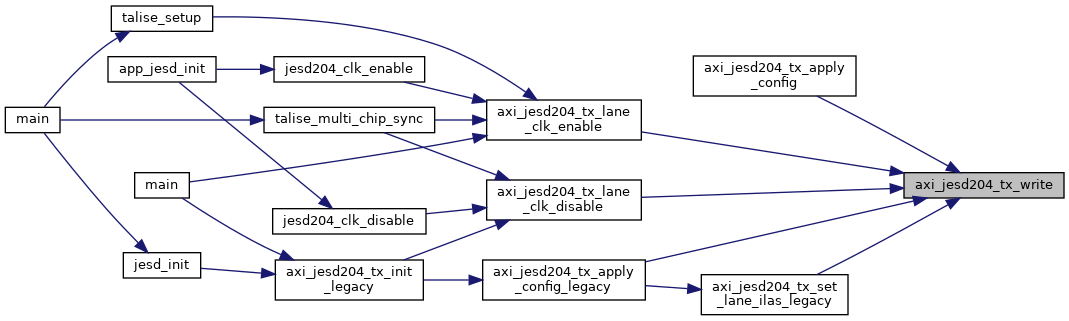 talise_setup
app_jesd_init
jesd204_clk_enable
axi_jesd204_tx_apply
_config
main
talise_multi_chip_sync
axi_jesd204_tx_lane
_clk_enable
main
axi_jesd204_tx_lane
_clk_disable
axi_jesd204_tx_write
jesd204_clk_disable
jesd_init
axi_jesd204_tx_init
_legacy
axi_jesd204_tx_apply
_config_legacy
axi_jesd204_tx_set
_lane_ilas_legacy